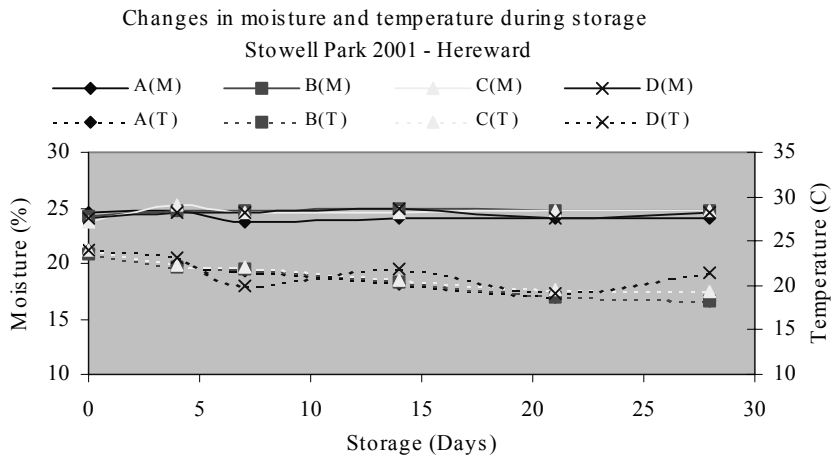 Changes in moisture and temperature during storage
Stowell Park 2001 - Hereward
A(M) B(M) C(M) D(M)
A(T) B(T) C(T) D(T)
30
25
20
15
10
Moisture (%)
35
30
25
20
15
10
Temperature (C)
0 5 10 15 20 25 30
Storage (Days)